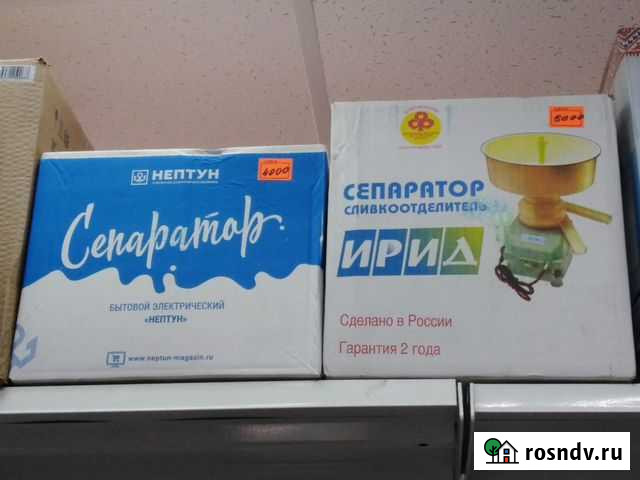 НЕПТУН
4000
Сепаратор
БЫТОВОЙ ЭЛЕКТРИЧЕСКИЙ
«НЕПТУН»
www.neptun-magazin.ru
5000
СЕПАРАТОР
СЛИВКООТДЕЛИТЕЛЬ
ИРИД
Сделано в России
Гарантия 2 года
rosndv.ru